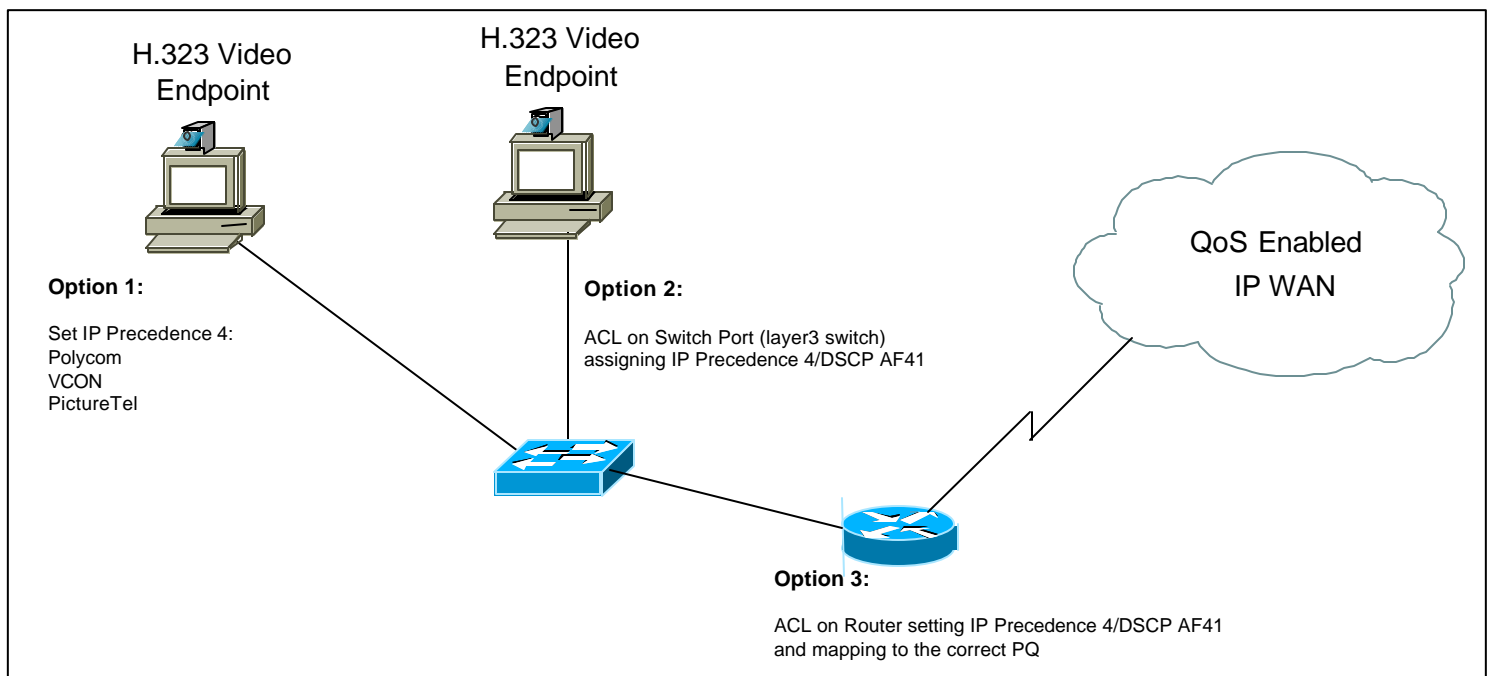 H.323 Video
Endpoint
H.323 Video
Endpoint
QoS Enabled
IP WAN
Option 1:
Set IP Precedence 4:
Polycom
VCON
PictureTel
Option 2:
ACL on Switch Port (layer3 switch)
assigning IP Precedence 4/DSCP AF41
Option 3:
ACL on Router setting IP Precedence 4/DSCP AF41
and mapping to the correct PQ